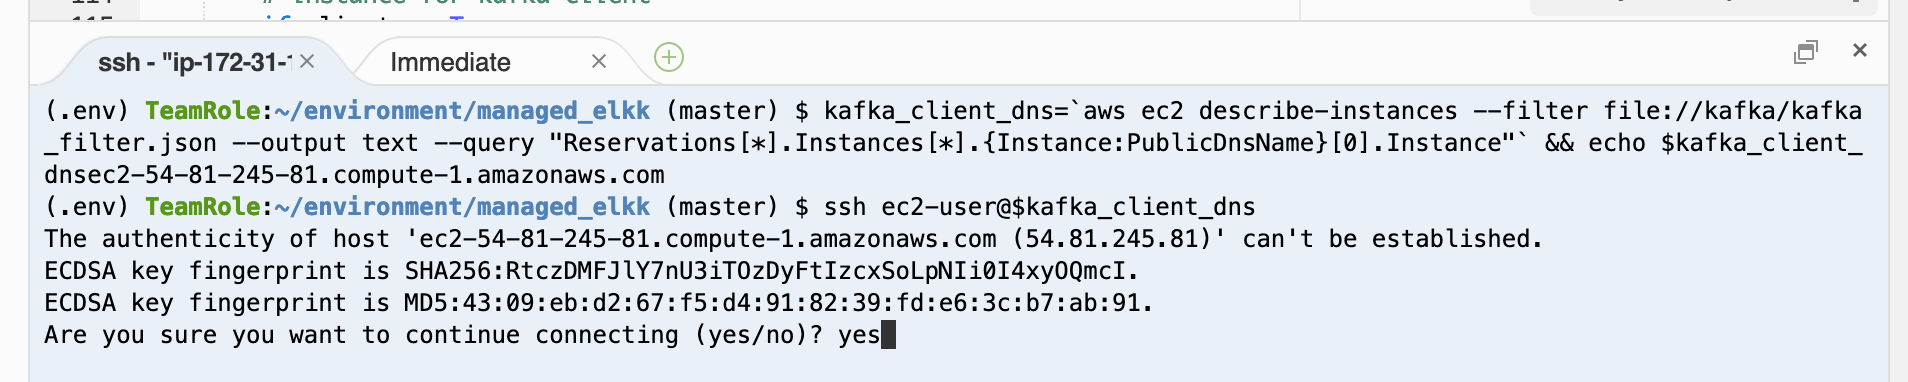 ssh - "ip-172-31-1 ×
Immediate ×
(.env) TeamRole:~/environment/managed_elkk (master) $ kafka_client_dns=`aws ec2 describe-instances --filter file://kafka/kafka
_filter.json --output text --query "Reservations[*].Instances[*].{Instance:PublicDnsName}[0].Instance"` && echo $kafka_client_
dnsec2-54-81-245-81.compute-1.amazonaws.com
(.env) TeamRole:~/environment/managed_elkk (master) $ ssh ec2-user@$kafka_client_dns
The authenticity of host 'ec2-54-81-245-81.compute-1.amazonaws.com (54.81.245.81)' can't be established.
ECDSA key fingerprint is SHA256:RtczDMFJlY7nU3iTOzDyFtIzcxSoLpNIi0I4xyOQmcI.
ECDSA key fingerprint is MD5:43:09:eb:d2:67:f5:d4:91:82:39:fd:e6:3c:b7:ab:91.
Are you sure you want to continue connecting (yes/no)? yes